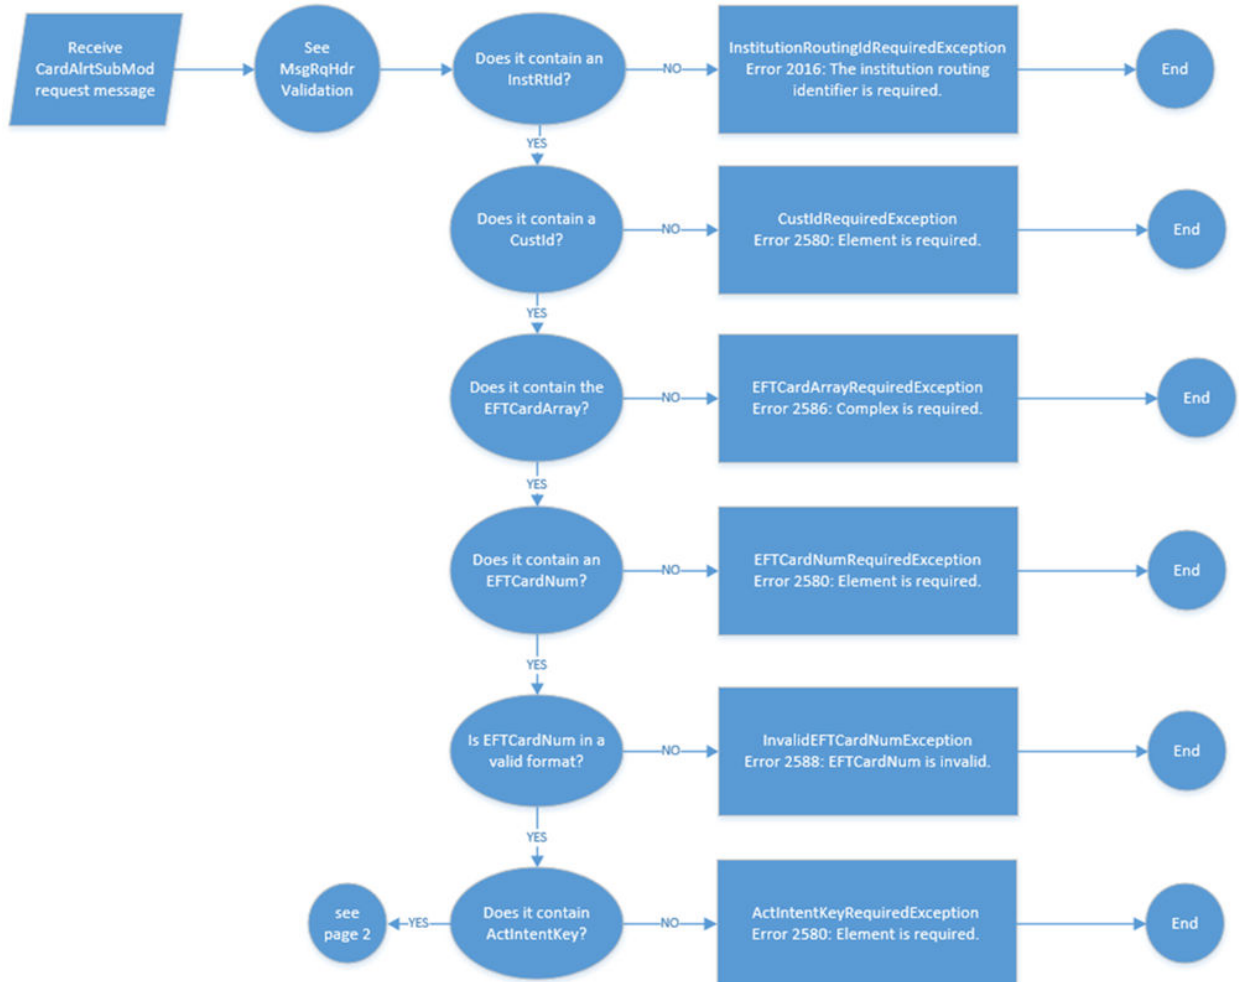 Receive
CardAlrtSubMod
request message
See
MsgRqHdr
Validation
Does it contain an
InstRtId?
NO
InstitutionRoutingIdRequiredException
Error 2016: The institution routing
identifier is required.
End
YES
Does it contain a
CustId?
NO
CustIdRequiredException
Error 2580: Element is required.
End
YES
Does it contain the
EFTCardArray?
NO
EFTCardArrayRequiredException
Error 2586: Complex is required.
End
YES
Does it contain an
EFTCardNum?
NO
EFTCardNumRequiredException
Error 2580: Element is required.
End
YES
Is EFTCardNum in a
valid format?
NO
InvalidEFTCardNumException
Error 2588: EFTCardNum is invalid.
End
YES
see
page 2
YES
Does it contain
ActIntentKey?
NO
ActIntentKeyRequiredException
Error 2580: Element is required.
End